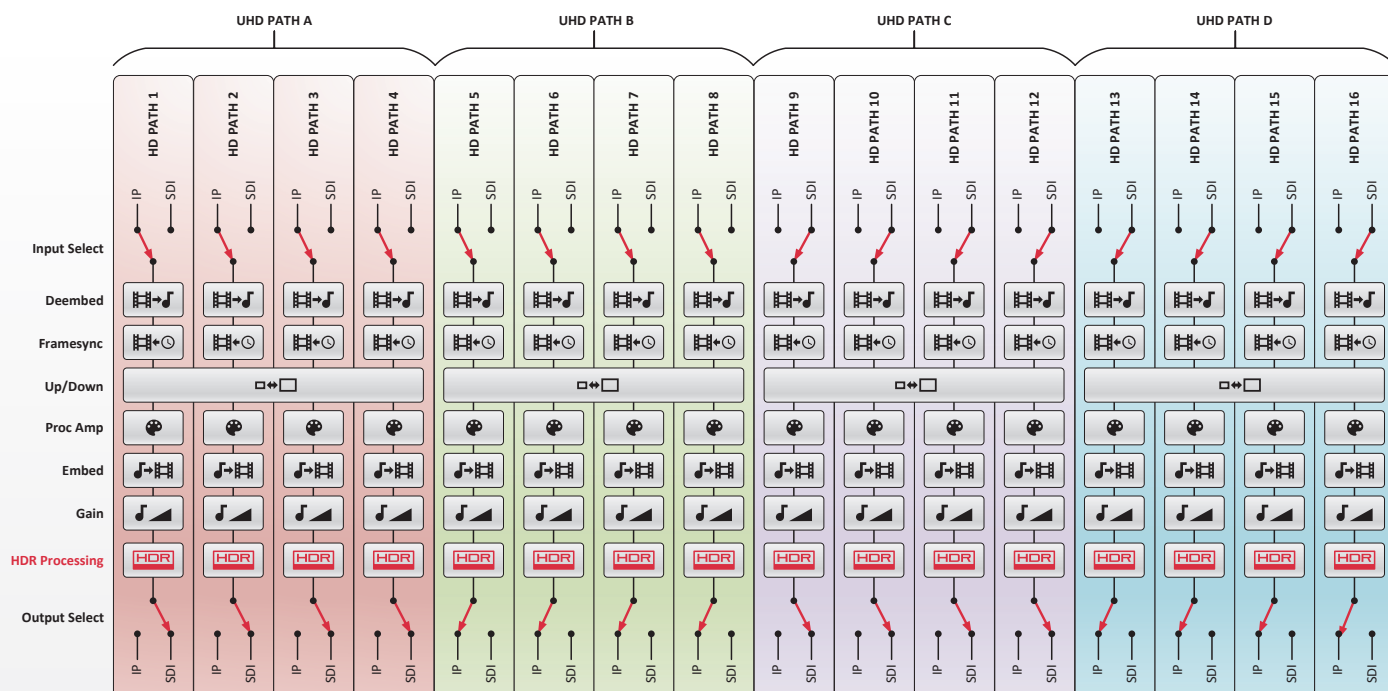 UHD PATH A UHD PATH B UHD PATH C UHD PATH D
HD PATH 1 HD PATH 2 HD PATH 3 HD PATH 4 HD PATH 5 HD PATH 6 HD PATH 7 HD PATH 8 HD PATH 9 HD PATH 10 HD PATH 11 HD PATH 12 HD PATH 13 HD PATH 14 HD PATH 15 HD PATH 16
IP SDI IP SDI IP SDI IP SDI IP SDI IP SDI IP SDI IP SDI IP SDI IP SDI IP SDI IP SDI IP SDI IP SDI IP SDI IP SDI
Input Select
Deembed
Framesync
Up/Down
Proc Amp
Embed
Gain
HDR Processing HDR HDR HDR HDR HDR HDR HDR HDR HDR HDR HDR HDR HDR HDR HDR HDR
Output Select
IP SDI IP SDI IP SDI IP SDI IP SDI IP SDI IP SDI IP SDI IP SDI IP SDI IP SDI IP SDI IP SDI IP SDI IP SDI IP SDI